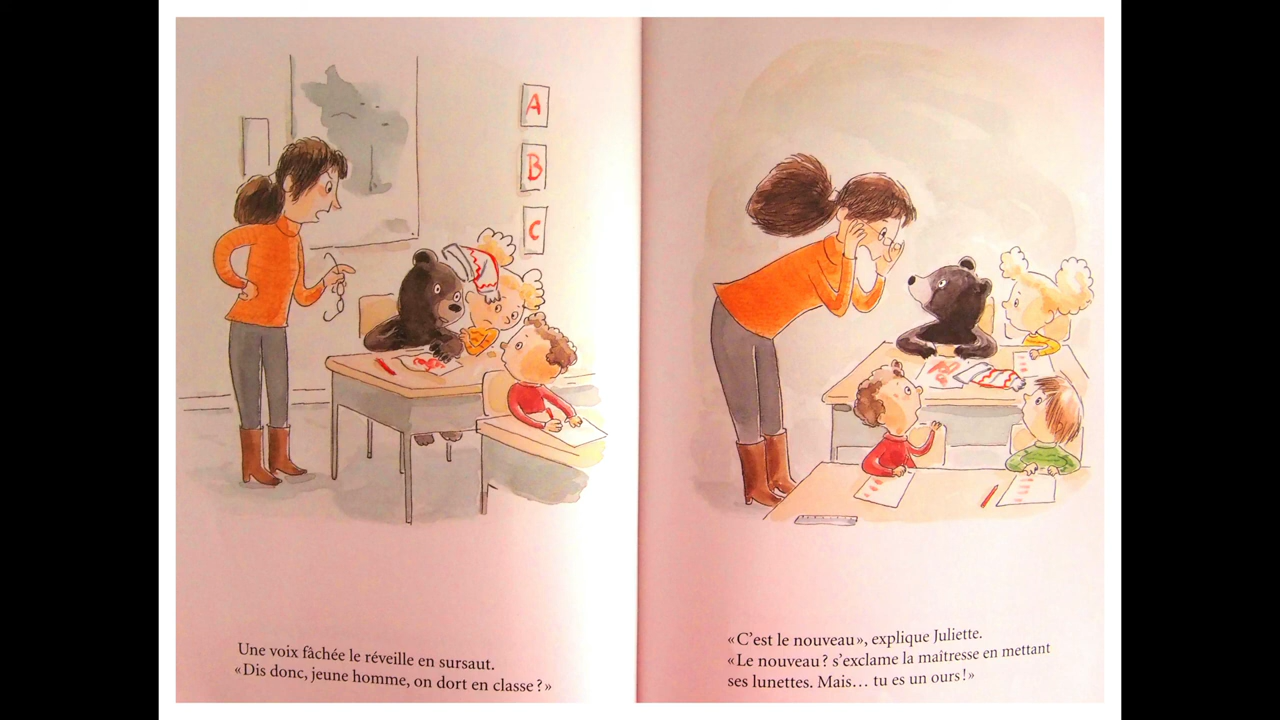 A
B
C
Une voix fâchée le réveille en sursaut.
«Dis donc, jeune homme, on dort en classe?»
«C'est le nouveau», explique Juliette.
«Le nouveau? s'exclame la maîtresse en mettant
ses lunettes. Mais… tu es un ours!»